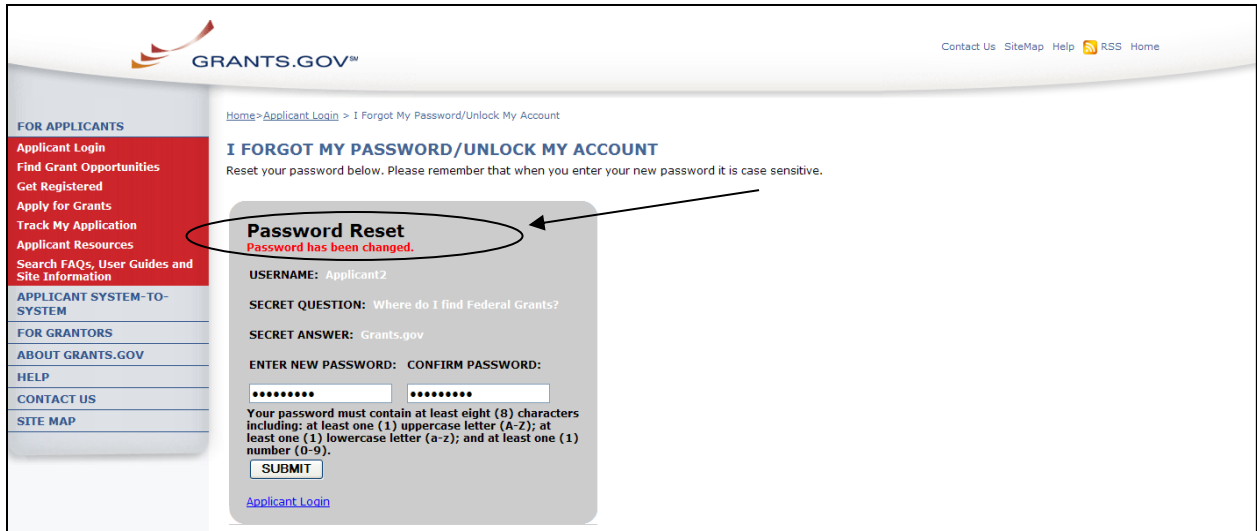 GRANTS.GOV℠
Contact Us SiteMap Help RSS Home
FOR APPLICANTS
Applicant Login
Find Grant Opportunities
Get Registered
Apply for Grants
Track My Application
Applicant Resources
Search FAQs, User Guides and
Site Information
APPLICANT SYSTEM-TO-
SYSTEM
FOR GRANTORS
ABOUT GRANTS.GOV
HELP
CONTACT US
SITE MAP
Home>Applicant Login > I Forgot My Password/Unlock My Account
I FORGOT MY PASSWORD/UNLOCK MY ACCOUNT
Reset your password below. Please remember that when you enter your new password it is case sensitive.
Password Reset
Password has been changed.
USERNAME: Applicant2
SECRET QUESTION: Where do I find Federal Grants?
SECRET ANSWER: Grants.gov
ENTER NEW PASSWORD: CONFIRM PASSWORD:
••••••••• •••••••••
Your password must contain at least eight (8) characters
including: at least one (1) uppercase letter (A-Z); at
least one (1) lowercase letter (a-z); and at least one (1)
number (0-9).
SUBMIT
Applicant Login